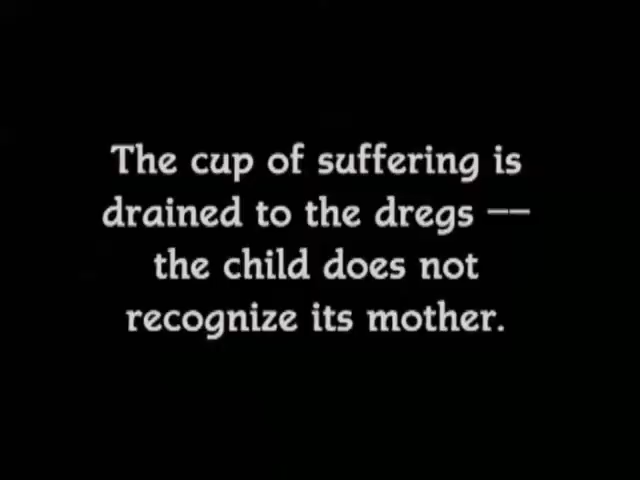 The cup of suffering is
drained to the dregs --
the child does not
recognize its mother.